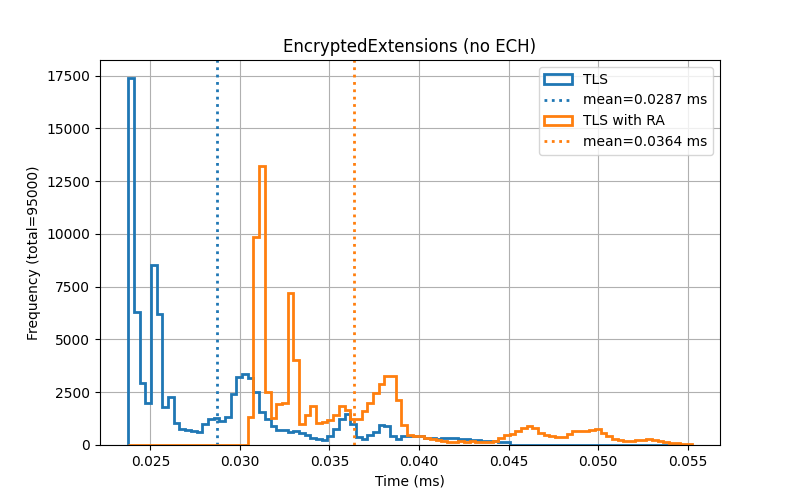 EncryptedExtensions (no ECH)
TLS
mean=0.0287 ms
TLS with RA
mean=0.0364 ms
Frequency (total=95000)
17500
15000
12500
10000
7500
5000
2500
0
0.025 0.030 0.035 0.040 0.045 0.050 0.055
Time (ms)